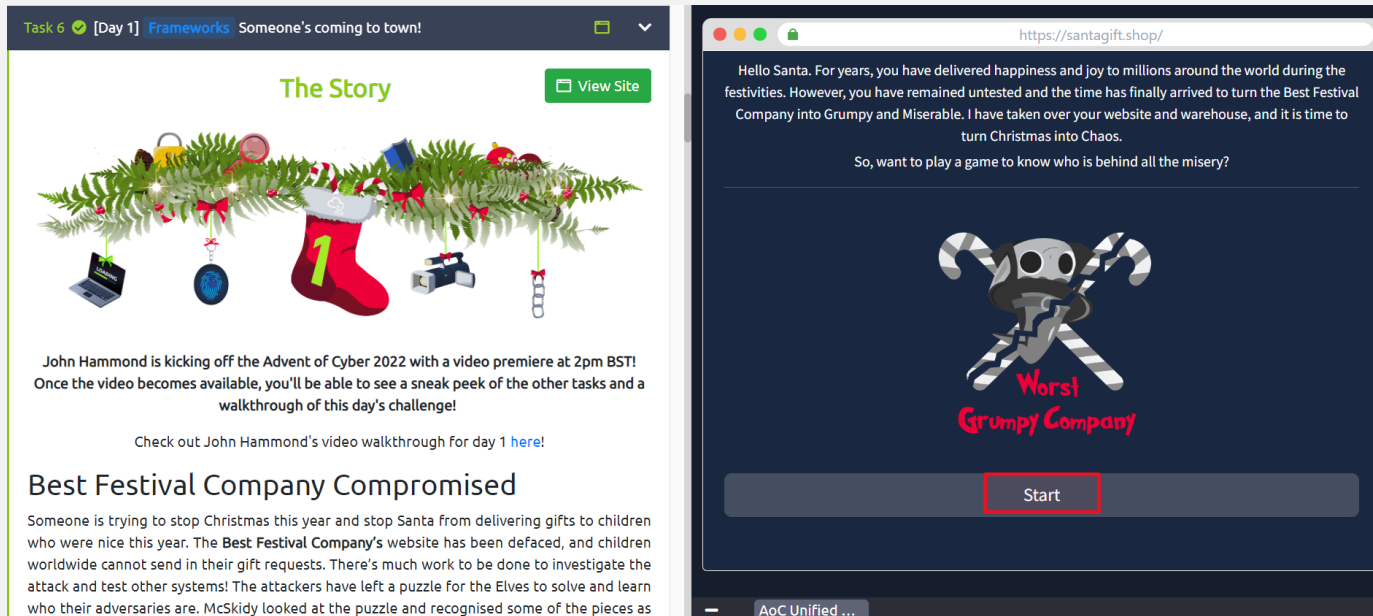 Task 6 [Day 1] Frameworks Someone's coming to town!
The Story
View Site
LOADING
1
John Hammond is kicking off the Advent of Cyber 2022 with a video premiere at 2pm BST!
Once the video becomes available, you'll be able to see a sneak peek of the other tasks and a
walkthrough of this day's challenge!
Check out John Hammond's video walkthrough for day 1 here!
Best Festival Company Compromised
Someone is trying to stop Christmas this year and stop Santa from delivering gifts to children
who were nice this year. The Best Festival Company’s website has been defaced, and children
worldwide cannot send in their gift requests. There’s much work to be done to investigate the
attack and test other systems! The attackers have left a puzzle for the Elves to solve and learn
who their adversaries are. McSkidy looked at the puzzle and recognised some of the pieces as
https://santagift.shop/
Hello Santa. For years, you have delivered happiness and joy to millions around the world during the
festivities. However, you have remained untested and the time has finally arrived to turn the Best Festival
Company into Grumpy and Miserable. I have taken over your website and warehouse, and it is time to
turn Christmas into Chaos.
So, want to play a game to know who is behind all the misery?
Worst
Grumpy Company
Start
AoC Unified ...